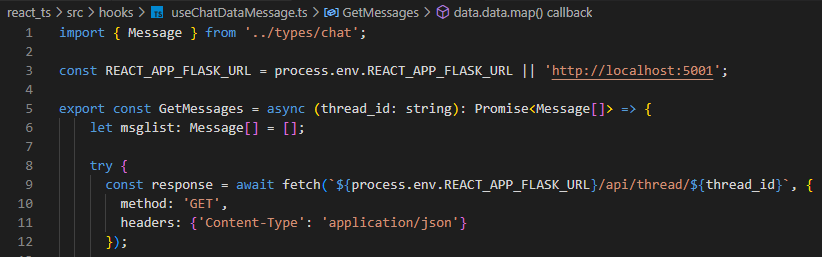 react_ts > src > hooks > TS useChatDataMessage.ts > GetMessages > data.data.map() callback
1 import { Message } from '../types/chat';
2
3 const REACT_APP_FLASK_URL = process.env.REACT_APP_FLASK_URL || 'http://localhost:5001';
4
5 export const GetMessages = async (thread_id: string): Promise<Message[]> => {
6 let msglist: Message[] = [];
7
8 try {
9 const response = await fetch(`${process.env.REACT_APP_FLASK_URL}/api/thread/${thread_id}`, {
10 method: 'GET',
11 headers: {'Content-Type': 'application/json'}
12 });